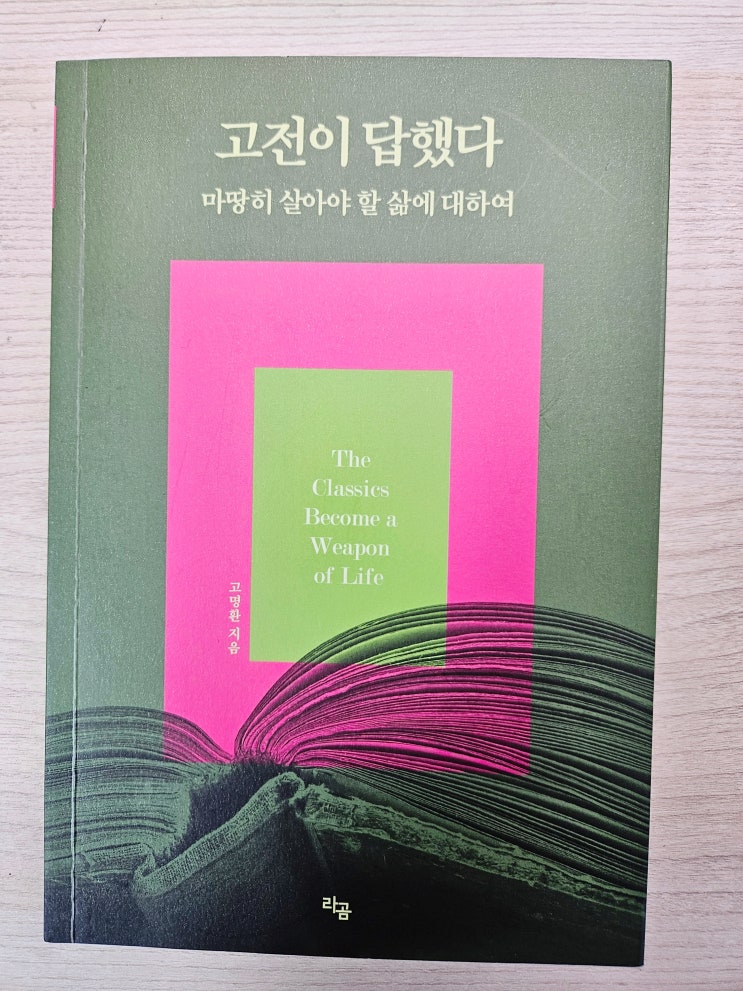 고전이 답했다
마땅히 살아야 할 삶에 대하여
The
Classics
Become a
Weapon
of Life
고명환 지음
라곰